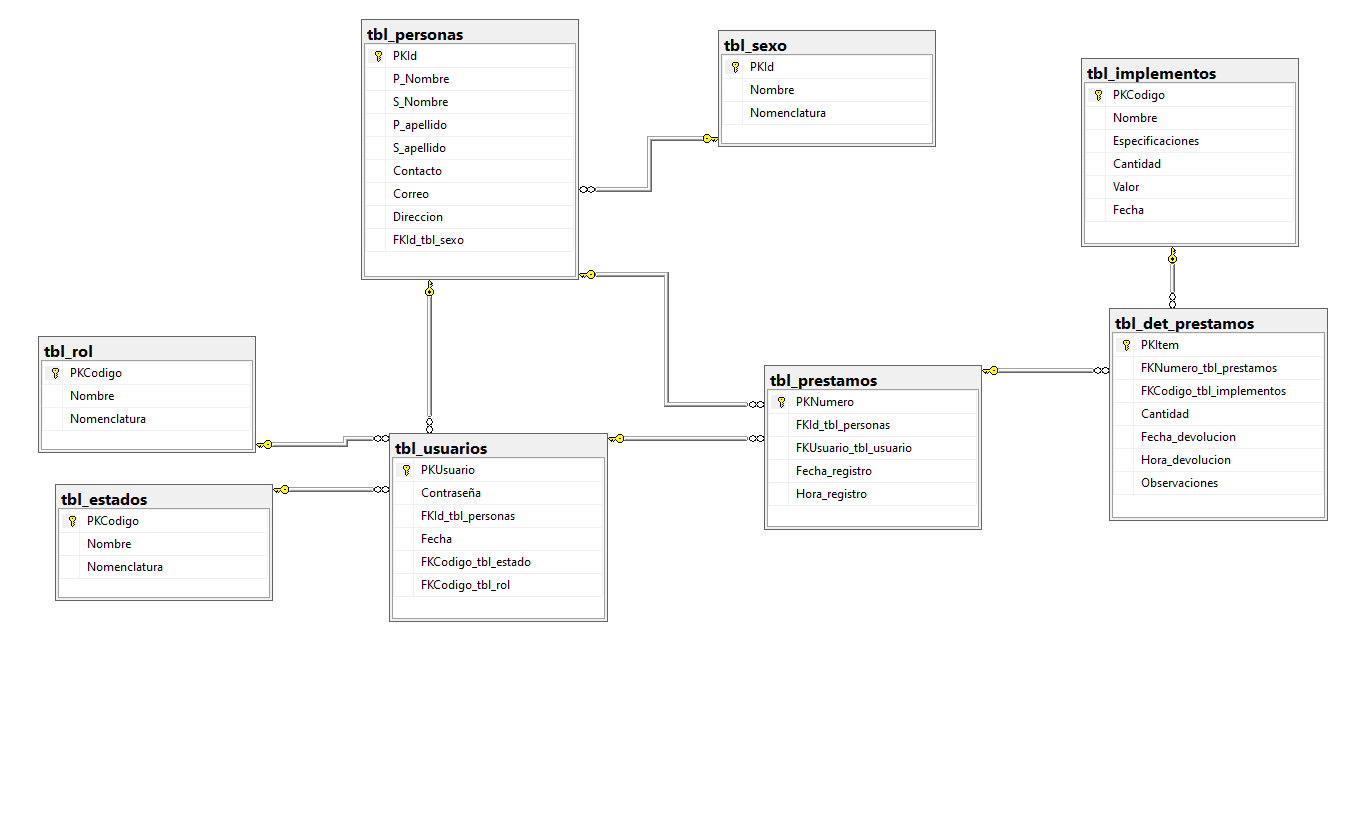 tbl_personas
PKId
P_Nombre
S_Nombre
P_apellido
S_apellido
Contacto
Correo
Direccion
FKId_tbl_sexo
tbl_sexo
PKId
Nombre
Nomenclatura
tbl_implementos
PKCodigo
Nombre
Especificaciones
Cantidad
Valor
Fecha
tbl_rol
PKCodigo
Nombre
Nomenclatura
tbl_estados
PKCodigo
Nombre
Nomenclatura
tbl_usuarios
PKUsuario
Contraseña
FKId_tbl_personas
Fecha
FKCodigo_tbl_estado
FKCodigo_tbl_rol
tbl_prestamos
PKNumero
FKId_tbl_personas
FKUsuario_tbl_usuario
Fecha_registro
Hora_registro
tbl_det_prestamos
PKItem
FKNumero_tbl_prestamos
FKCodigo_tbl_implementos
Cantidad
Fecha_devolucion
Hora_devolucion
Observaciones